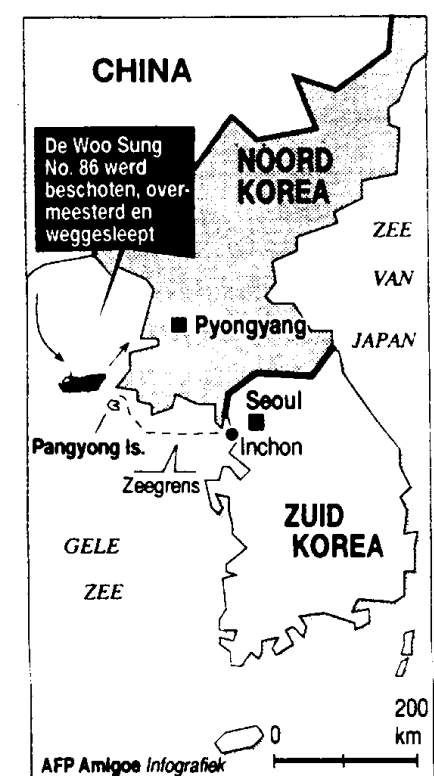 CHINA
De Woo Sung
No. 86 werd
beschoten, over-
meesterd en
weggesleept
NOORD
KOREA
ZEE
VAN
JAPAN
Pyongyang
Seoul
Pangyong Is.
Inchon
Zeegrens
ZUID
KOREA
GELE
ZEE
200
0
km
AFP Amigoe Infografiek